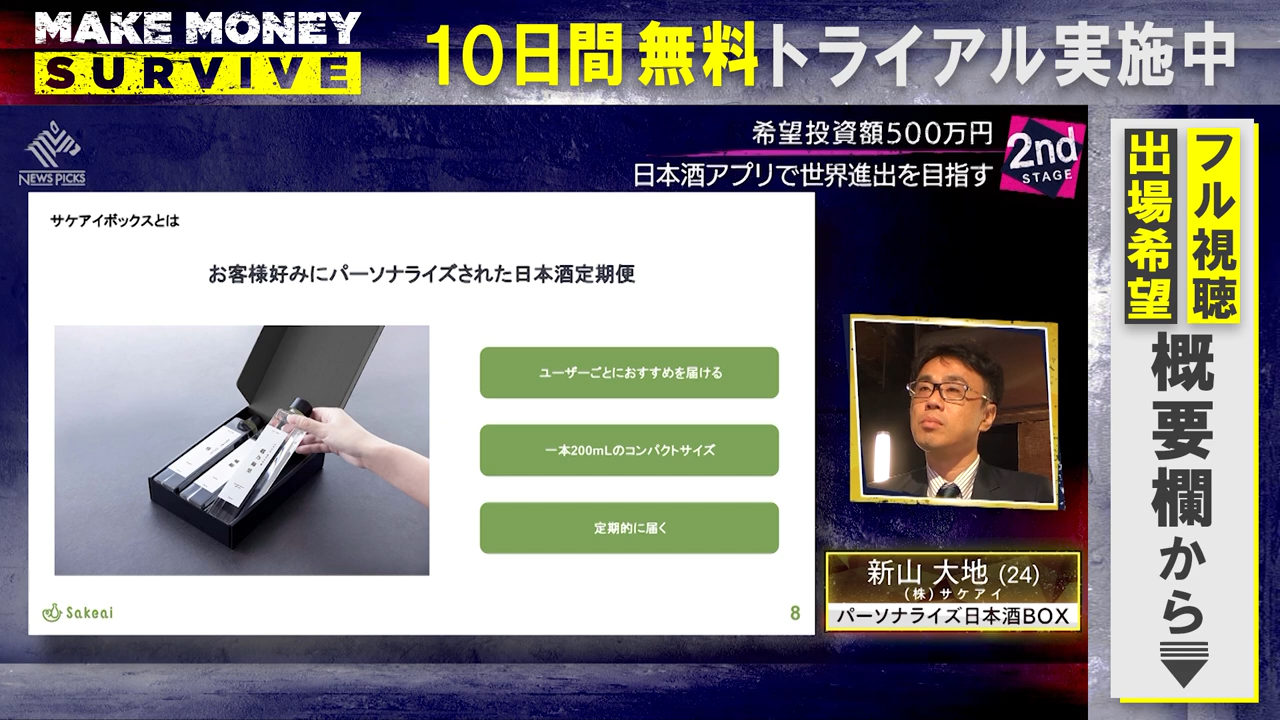 MAKE MONEY
SURVIVE
10日間 無料トライアル実施中
NEWS PICKS
希望投資額500万円
日本酒アプリで世界進出を目指す
2nd
STAGE
サケアイボックスとは
お客様好みにパーソナライズされた日本酒定期便
ユーザーごとにおすすめを届ける
一本200mLのコンパクトサイズ
定期的に届く
Sakeai
8
新山 大地 (24)
(株)サケアイ
パーソナライズ日本酒BOX
フル視聴
出場希望
概要欄から